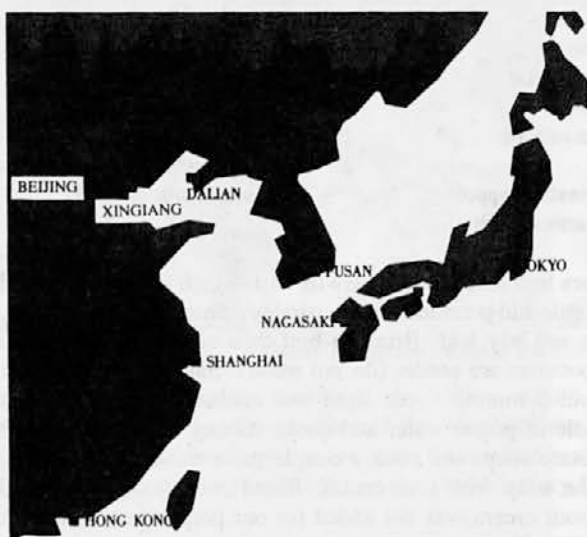 BEIJING
DALIAN
XINGIANG
PUSAN
TOKYO
NAGASAKI
SHANGHAI
HONG KONG